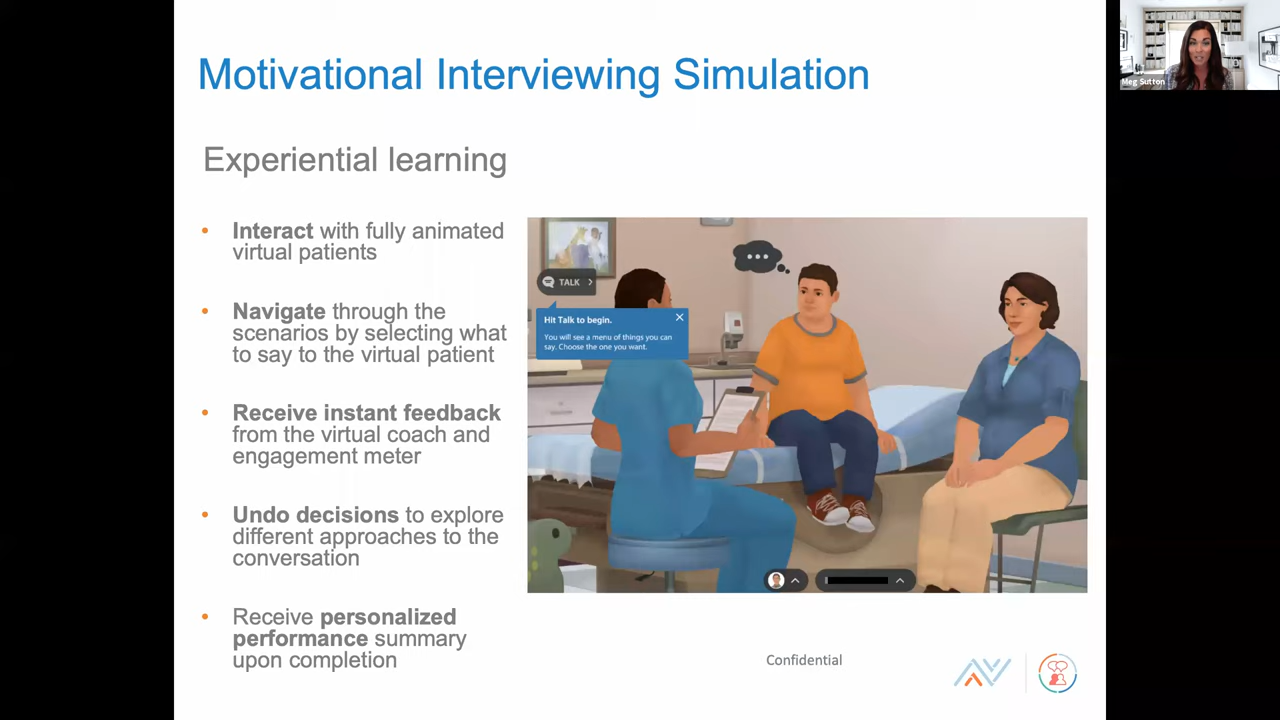 Motivational Interviewing Simulation
Experiential learning
• Interact with fully animated
virtual patients
• Navigate through the
scenarios by selecting what
to say to the virtual patient
• Receive instant feedback
from the virtual coach and
engagement meter
• Undo decisions to explore
different approaches to the
conversation
• Receive personalized
performance summary
upon completion
TALK
Hit Talk to begin.
You will see a menu of things you can
say. Choose the one you want.
Confidential
Meg Sutton